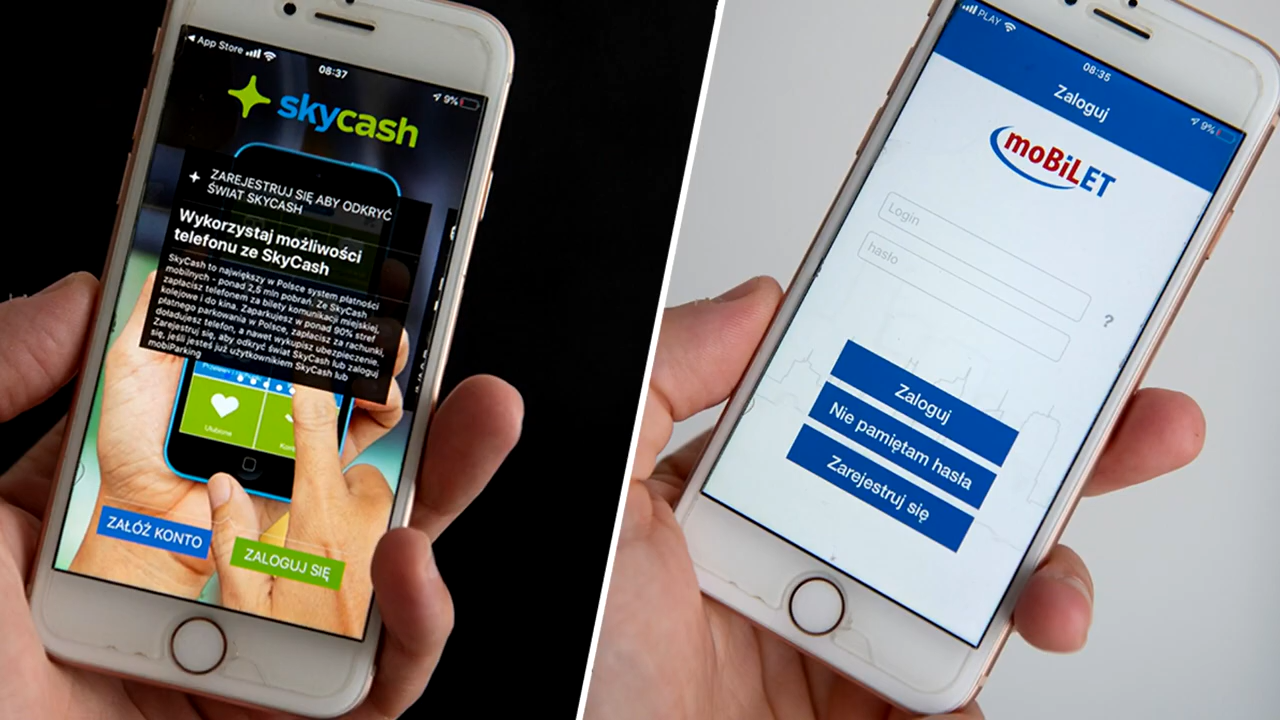 App Store
08:37
9%
skycash
ZAREJESTRUJ SIĘ ABY ODKRYĆ
ŚWIAT SKYCASH
Wykorzystaj możliwości
telefonu ze SkyCash
SkyCash to największy w Polsce system płatności
mobilnych - ponad 2,5 mln pobrań. Ze SkyCash
zapłacisz telefonem za bilety komunikacji miejskiej,
kolejowe i do kina. Zaparkujesz w ponad 90% stref
płatnego parkowania w Polsce, zapłacisz za rachunki,
doładujesz telefon, a nawet wykupisz ubezpieczenie.
Zarejestruj się, aby odkryć świat SkyCash lub zaloguj
się, jeśli jesteś już użytkownikiem SkyCash lub
mobiParking
Ulubione
ZAŁÓŻ KONTO
ZALOGUJ SIĘ
PLAY
08:35
9%
Zaloguj
moBiLET
Login
hasło
?
Zaloguj
Nie pamiętam hasła
Zarejestruj się